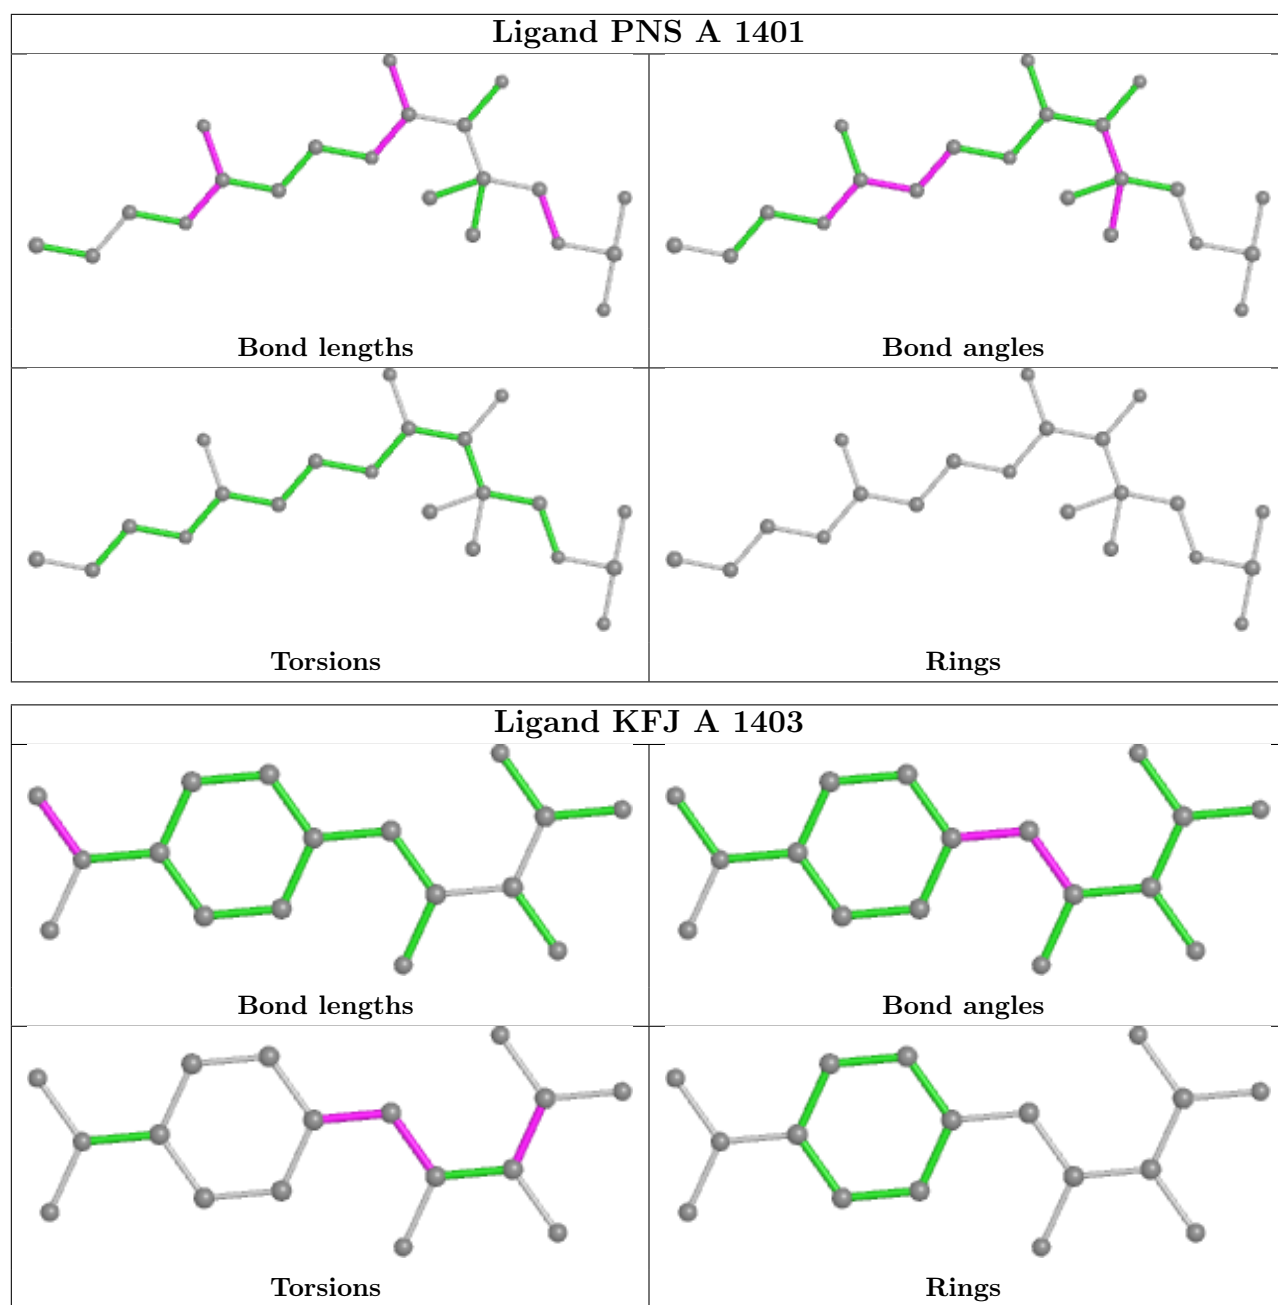 Ligand PNS A 1401
Bond lengths
Bond angles
Torsions
Rings
Ligand KFJ A 1403
Bond lengths
Bond angles
Torsions
Rings